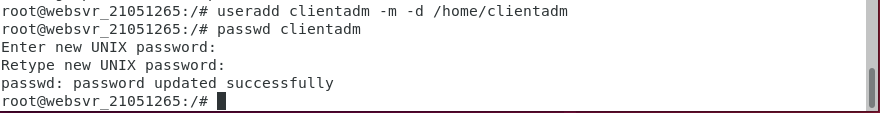 root@websvr_21051265:/# useradd clientadm -m -d /home/clientadm
root@websvr_21051265:/# passwd clientadm
Enter new UNIX password:
Retype new UNIX password:
passwd: password updated successfully
root@websvr_21051265:/#